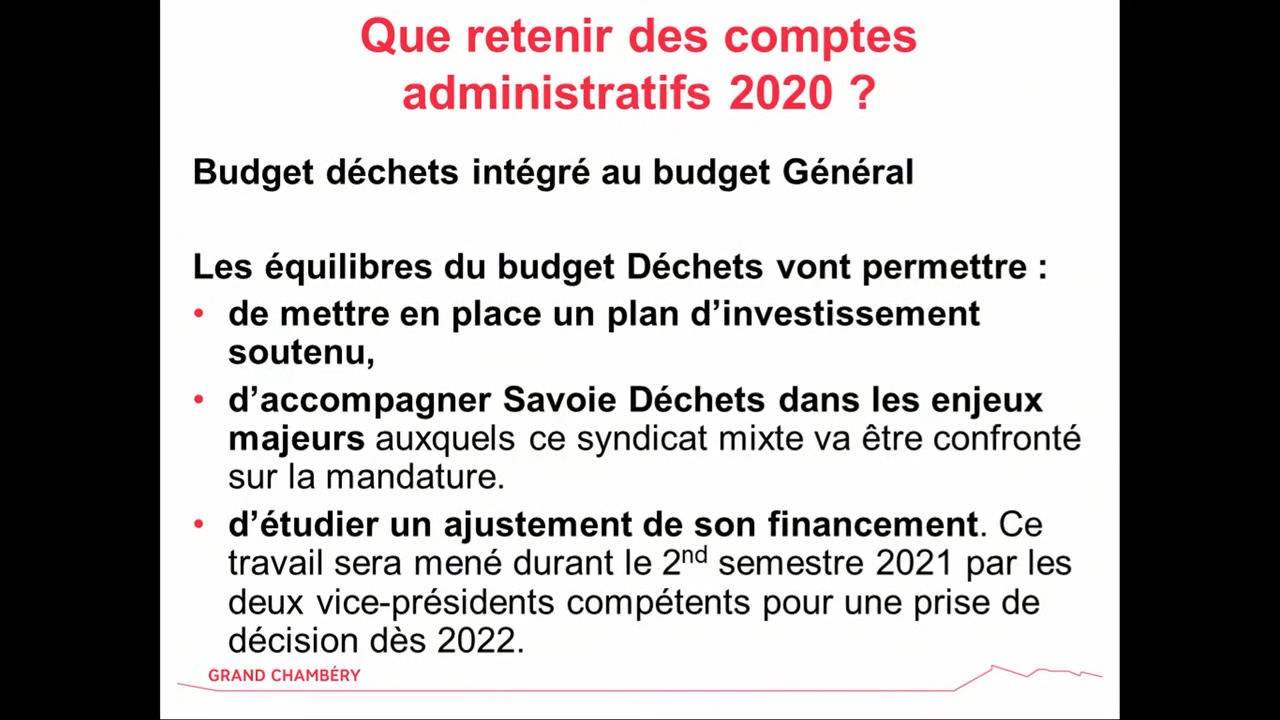 Que retenir des comptes
administratifs 2020 ?
Budget déchets intégré au budget Général
Les équilibres du budget Déchets vont permettre :
• de mettre en place un plan d’investissement
soutenu,
• d’accompagner Savoie Déchets dans les enjeux
majeurs auxquels ce syndicat mixte va être confronté
sur la mandature.
• d’étudier un ajustement de son financement. Ce
travail sera mené durant le 2nd semestre 2021 par les
deux vice-présidents compétents pour une prise de
décision dès 2022.
GRAND CHAMBÉRY